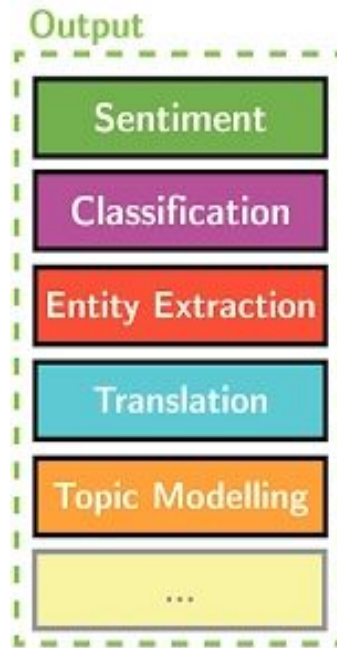 Output
Sentiment
Classification
Entity Extraction
Translation
Topic Modelling
...